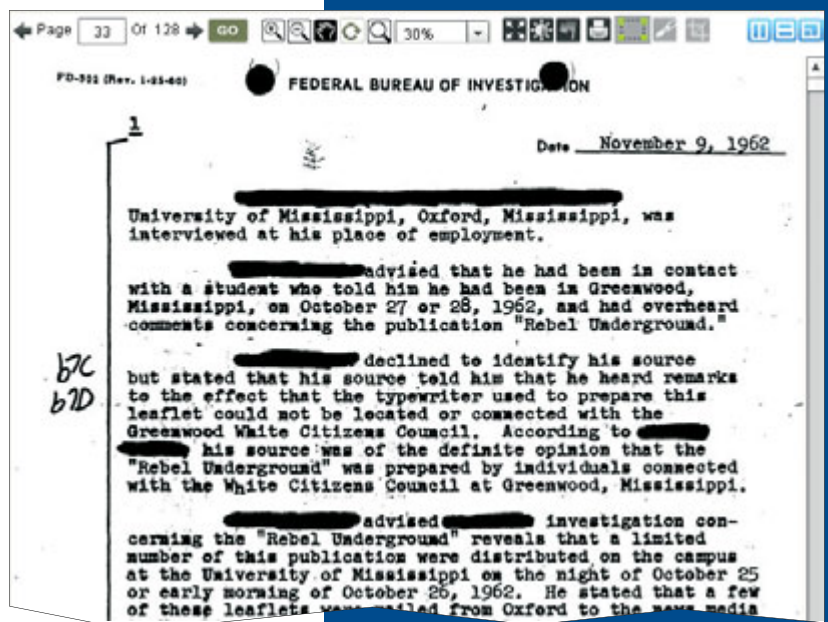 Page 33 Of 128 GO 30%
FD-302 (Rev. 1-25-60)
FEDERAL BUREAU OF INVESTIGATION
1
Date November 9, 1962
University of Mississippi, Oxford, Mississippi, was
interviewed at his place of employment.
advised that he had been in contact
with a student who told him he had been in Greenwood,
Mississippi, on October 27 or 28, 1962, and had overheard
comments concerning the publication "Rebel Underground."
declined to identify his source
but stated that his source told him that he heard remarks
to the effect that the typewriter used to prepare this
leaflet could not be located or connected with the
Greenwood White Citizens Council. According to
his source was of the definite opinion that the
"Rebel Underground" was prepared by individuals connected
with the White Citizens Council at Greenwood, Mississippi.
b7C
b7D
advised investigation con-
cerning the "Rebel Underground" reveals that a limited
number of this publication were distributed on the campus
at the University of Mississippi on the night of October 25
or early morning of October 26, 1962. He stated that a few
of these leaflets were mailed from Oxford to the news media